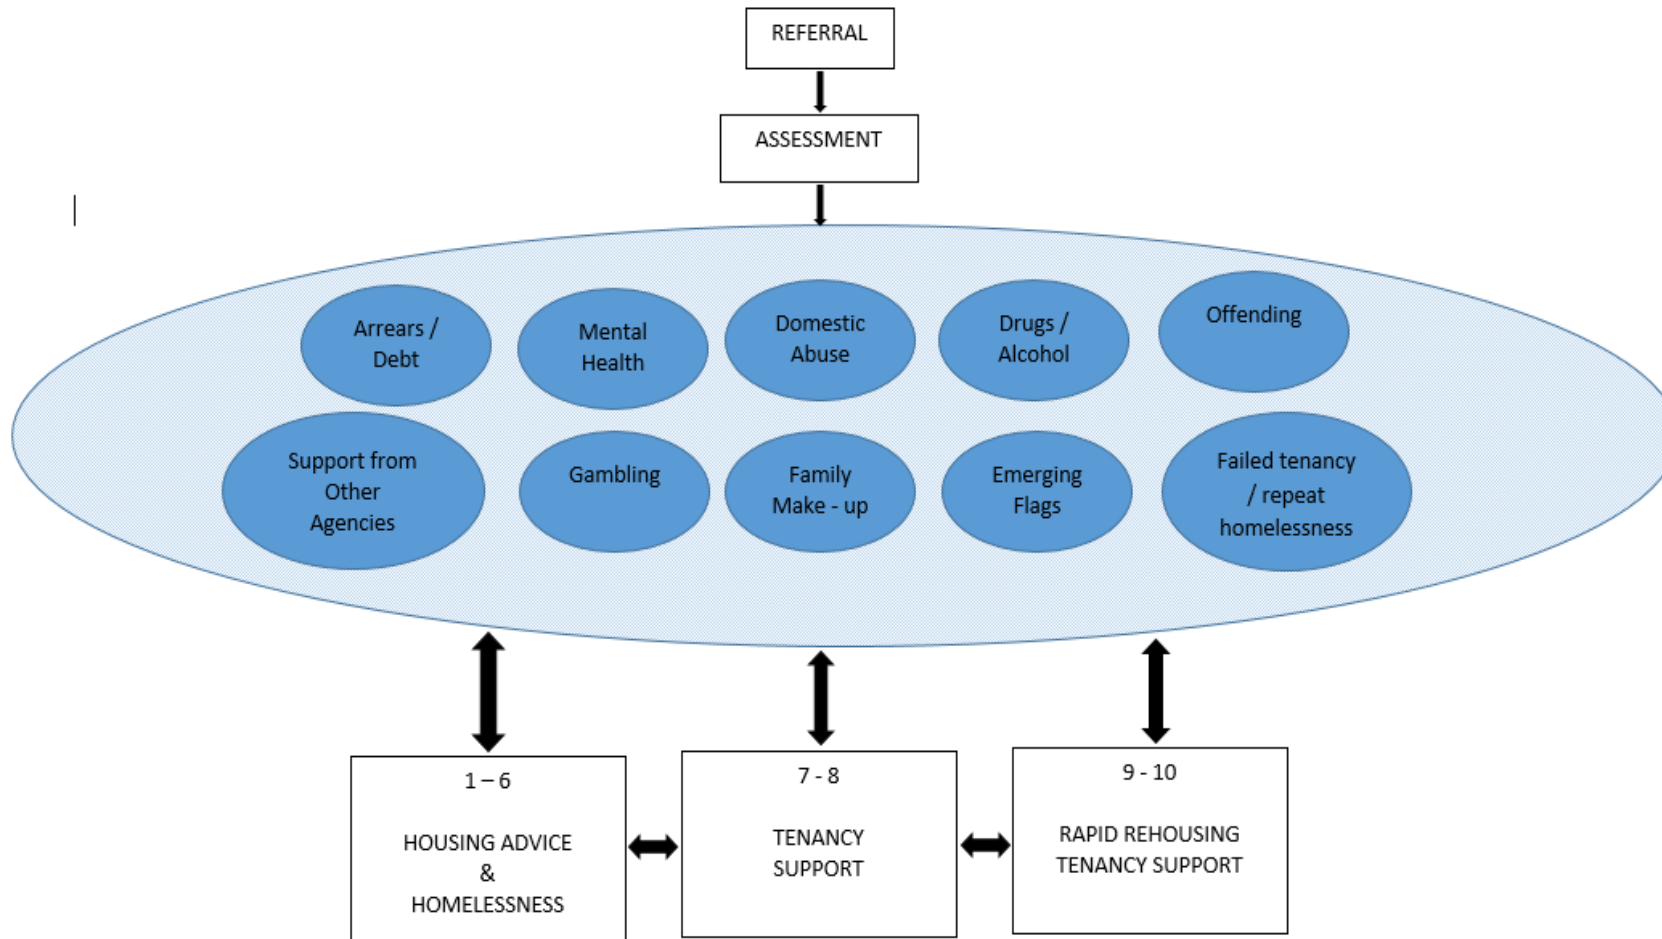 REFERRAL
ASSESSMENT
Arrears /
Debt
Mental
Health
Domestic
Abuse
Drugs /
Alcohol
Offending
Support from
Other
Agencies
Gambling
Family
Make - up
Emerging
Flags
Failed tenancy
/ repeat
homelessness
1 – 6
HOUSING ADVICE
&
HOMELESSNESS
7 - 8
TENANCY
SUPPORT
9 - 10
RAPID REHOUSING
TENANCY SUPPORT